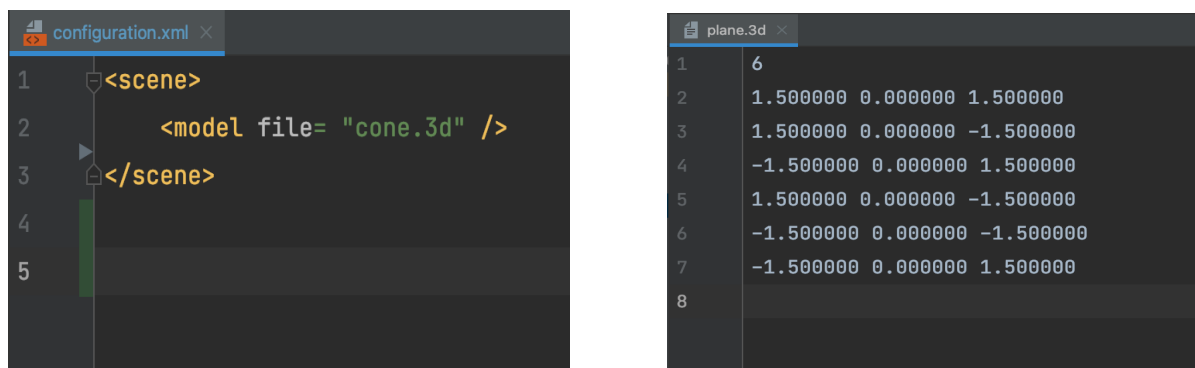 configuration.xml
1 <scene>
2 <model file= "cone.3d" />
3 </scene>
4
5
plane.3d
1 6
2 1.500000 0.000000 1.500000
3 1.500000 0.000000 -1.500000
4 -1.500000 0.000000 1.500000
5 1.500000 0.000000 -1.500000
6 -1.500000 0.000000 -1.500000
7 -1.500000 0.000000 1.500000
8